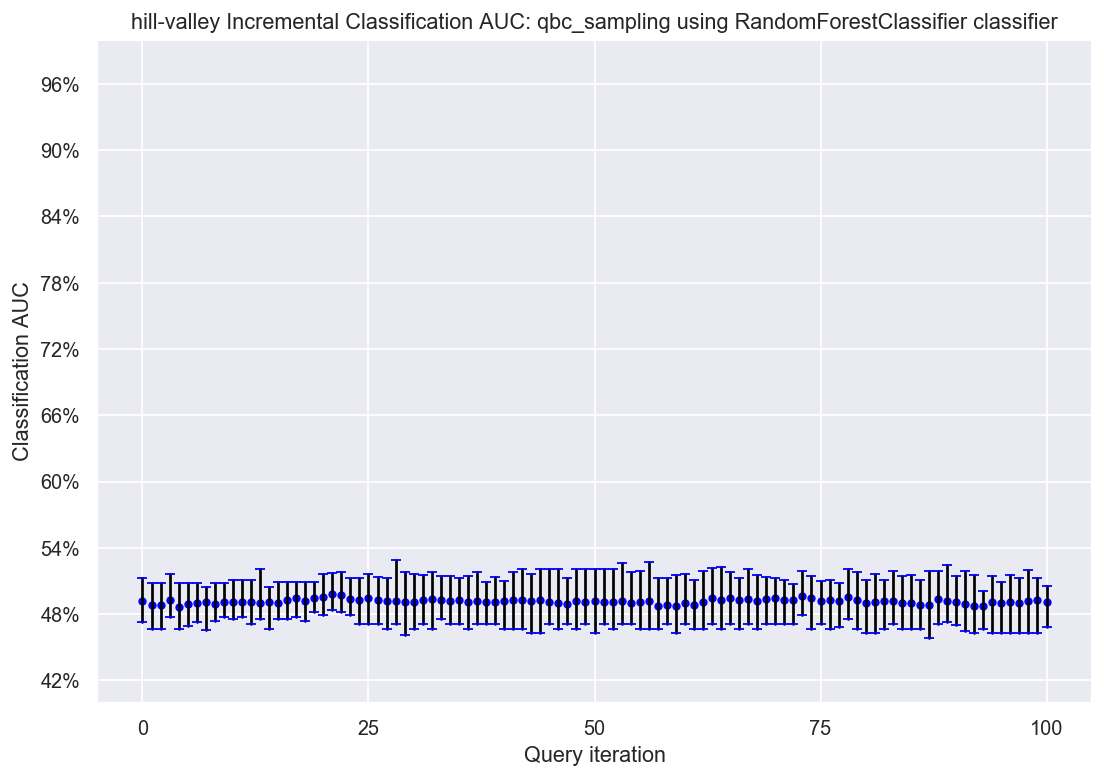 hill-valley Incremental Classification AUC: qbc_sampling using RandomForestClassifier classifier
96%
90%
84%
78%
72%
66%
60%
54%
48%
42%
Classification AUC
0 25 50 75 100
Query iteration